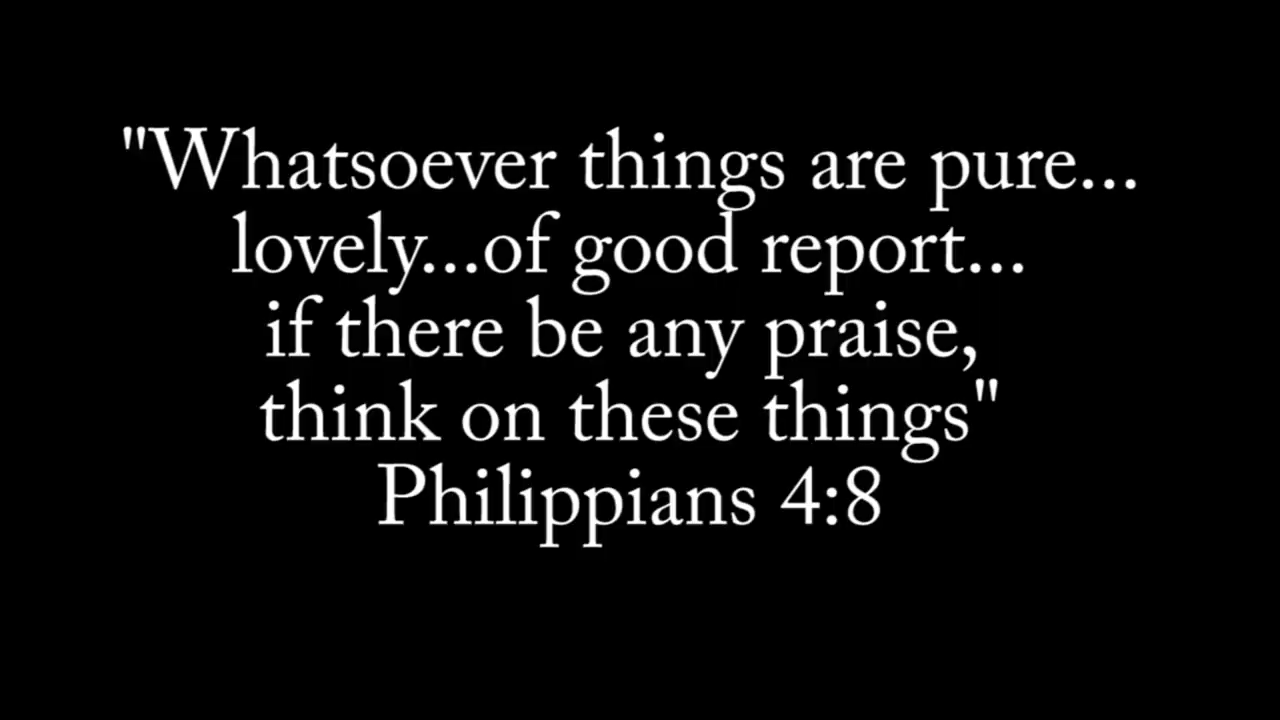 "Whatsoever things are pure...
lovely...of good report...
if there be any praise,
think on these things"
Philippians 4:8